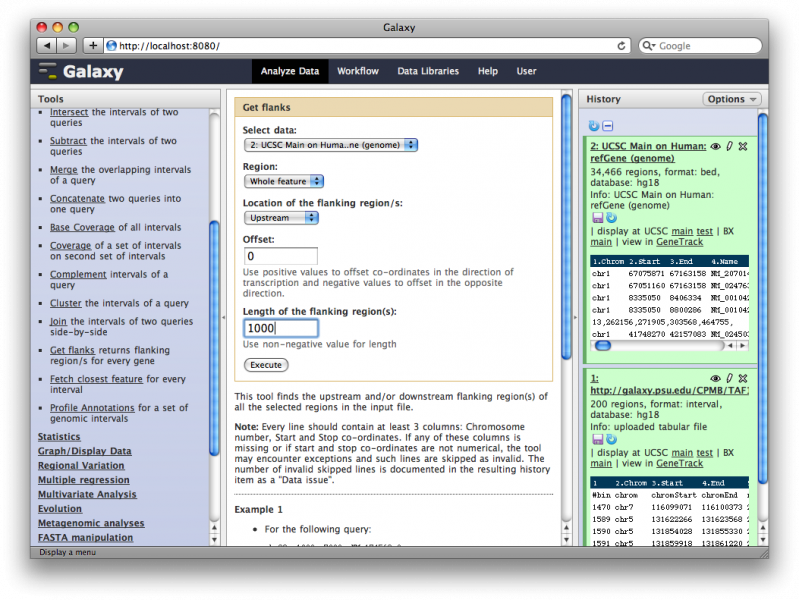 Galaxy
http://localhost:8080/
Google
Galaxy
Analyze Data Workflow Data Libraries Help User
Tools
Intersect the intervals of two
queries
Subtract the intervals of two
queries
Merge the overlapping intervals
of a query
Concatenate two queries into
one query
Base Coverage of all intervals
Coverage of a set of intervals
on second set of intervals
Complement intervals of a
query
Cluster the intervals of a query
Join the intervals of two queries
side-by-side
Get flanks returns flanking
region/s for every gene
Fetch closest feature for every
interval
Profile Annotations for a set of
genomic intervals
Statistics
Graph/Display Data
Regional Variation
Multiple regression
Multivariate Analysis
Evolution
Metagenomic analyses
FASTA manipulation
Get flanks
Select data:
2: UCSC Main on Huma..ne (genome)
Region:
Whole feature
Location of the flanking region/s:
Upstream
Offset:
0
Use positive values to offset co-ordinates in the direction of
transcription and negative values to offset in the opposite
direction.
Length of the flanking region(s):
1000
Use non-negative value for length
Execute
This tool finds the upstream and/or downstream flanking region(s) of
all the selected regions in the input file.
Note: Every line should contain at least 3 columns: Chromosome
number, Start and Stop co-ordinates. If any of these columns is
missing or if start and stop co-ordinates are not numerical, the tool
may encounter exceptions and such lines are skipped as invalid. The
number of invalid skipped lines is documented in the resulting history
item as a "Data issue".
Example 1
• For the following query:
History
Options
2: UCSC Main on Human:
refGene (genome)
34,466 regions, format: bed,
database: hg18
Info: UCSC Main on Human:
refGene (genome)
| display at UCSC main test | BX
main | view in GeneTrack
1.Chrom 2.Start 3.End 4.Name
chr1 67075871 67163158 NM_207014
chr1 67051160 67163158 NM_024763
chr1 8335050 8406334 NM_001042
chr1 8335050 8800286 NM_001042
13,262156,271905,303568,464755,
chr1 41748270 42157083 NM_024503
1:
http://galaxy.psu.edu/CPMB/TAF1
200 regions, format: interval,
database: hg18
Info: uploaded tabular file
| display at UCSC main test | BX
main | view in GeneTrack
1 2.Chrom 3.Start 4.End
#bin chrom chromStart chromEnd
1470 chr7 116099071 116100373
1589 chr5 131622266 131623568
1590 chr5 131854028 131855330
1591 chr5 131859918 131861220
Display a menu